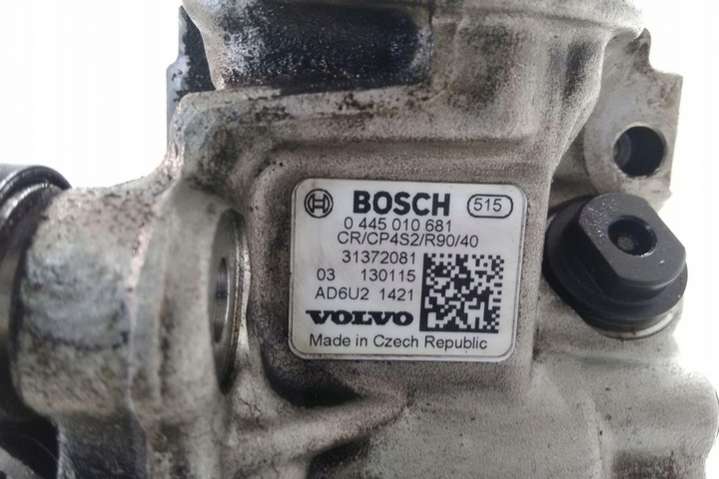 BOSCH 515
0 445 010 681
CR/CP4S2/R90/40
31372081
03 130115
AD6U2 1421
VOLVO
Made in Czech Republic